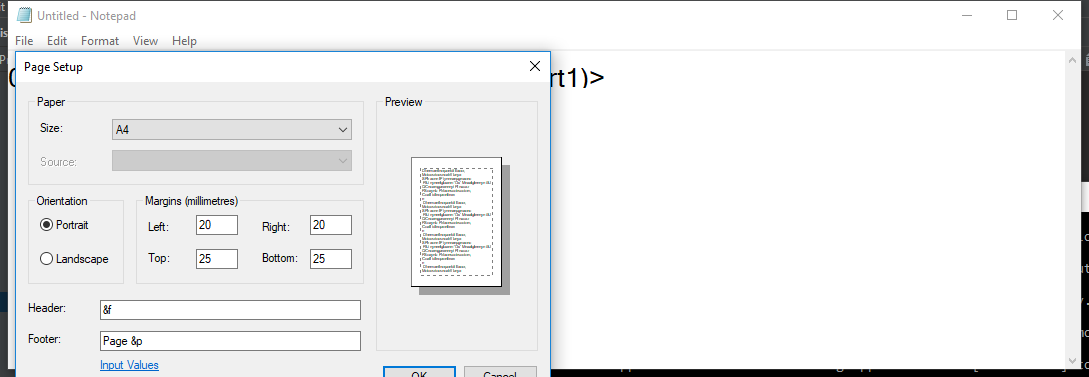 Untitled - Notepad
File Edit Format View Help
Page Setup
rt1)>
Paper
Preview
Size: A4
Source:
Orientation
Margins (millimetres)
Portrait
Left: 20 Right: 20
Landscape
Top: 25 Bottom: 25
Header: &f
Footer: Page &p
Input Values
OK Cancel